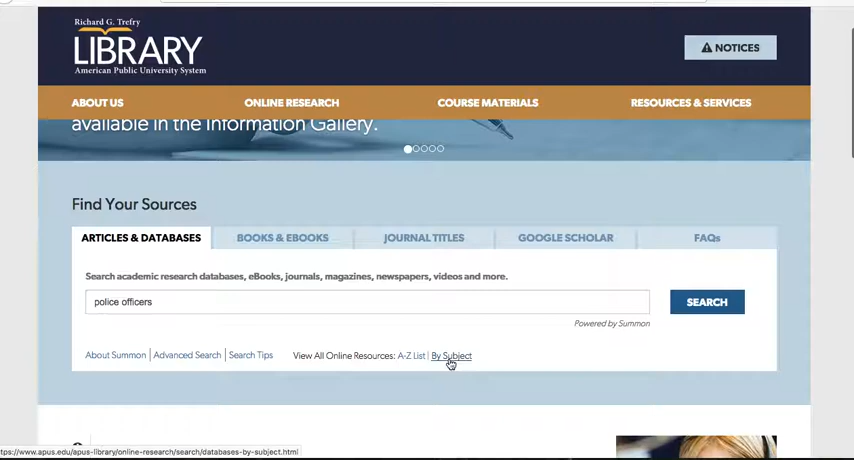 Richard G. Trefry
LIBRARY
American Public University System
NOTICES
ABOUT US ONLINE RESEARCH COURSE MATERIALS RESOURCES & SERVICES
available in the Information Gallery.
Find Your Sources
ARTICLES & DATABASES BOOKS & EBOOKS JOURNAL TITLES GOOGLE SCHOLAR FAQs
Search academic research databases, eBooks, journals, magazines, newspapers, videos and more.
police officers SEARCH
Powered by Summon
About Summon | Advanced Search | Search Tips View All Online Resources: A-Z List | By Subject
tps://www.apus.edu/apus-library/online-research/search/databases-by-subject.html